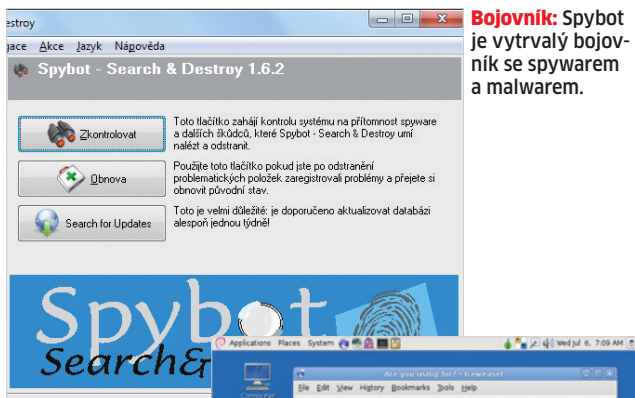 estroy
gace Akce Jazyk Nápověda
Spybot - Search & Destroy 1.6.2
Zkontrolovat
Toto tlačítko zahájí kontrolu systému na přítomnost spyware
a dalších škůdců, které Spybot - Search & Destroy umí
nalézt a odstranit.
Obnova
Použijte toto tlačítko pokud jste po odstranění
problematických položek zaregistrovali problémy a přejete si
obnovit původní stav.
Search for Updates
Toto je velmi důležité: je doporučeno aktualizovat databázi
alespoň jednou týdně!
Spybot
Search &
Bojovník: Spybot
je vytrvalý bojov-
ník se spywarem
a malwarem.
Applications Places System Wed Jul 6, 7:09 AM
Computer
Are you using Tor? - Iceweasel
File Edit View History Bookmarks Tools Help